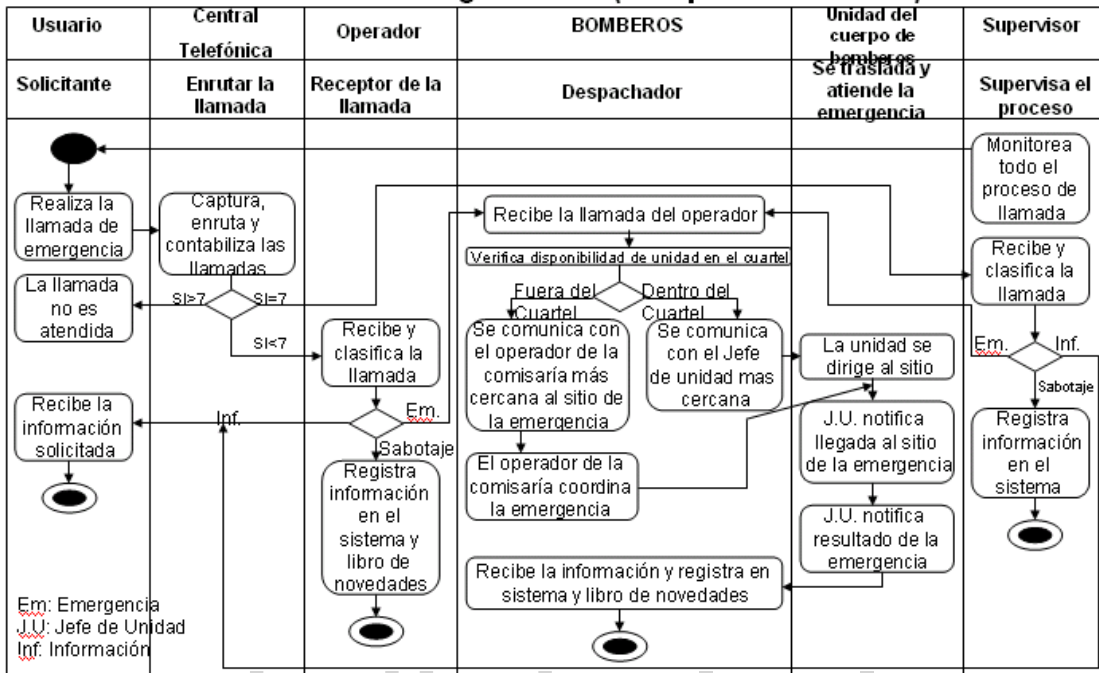 Usuario
Central
Telefónica
Operador
BOMBEROS
Unidad del
cuerpo de
bomberos
Supervisor
Solicitante
Enrutar la
llamada
Receptor de la
llamada
Despachador
Se traslada y
atiende la
emergencia
Supervisa el
proceso
Monitorea
todo el
proceso de
llamada
Realiza la
llamada de
emergencia
Captura,
enruta y
contabiliza las
llamadas
Recibe la llamada del operador
Verifica disponibilidad de unidad en el cuartel
Recibe y
clasifica la
llamada
La llamada
no es
atendida
SI>7
SI=7
SI<7
Fuera del
Cuartel
Dentro del
Cuartel
Recibe y
clasifica la
llamada
Se comunica con
el operador de la
comisaría más
cercana al sitio de
la emergencia
Se comunica
con el Jefe
de unidad mas
cercana
La unidad se
dirige al sitio
Em.
Inf.
Sabotaje
Recibe la
información
solicitada
Inf.
Em.
Sabotaje
J.U. notifica
llegada al sitio
de la emergencia
Registra
información
en el
sistema
Registra
información
en el
sistema y
libro de
novedades
El operador de la
comisaría coordina
la emergencia
J.U. notifica
resultado de la
emergencia
Recibe la información y registra en
sistema y libro de novedades
Em: Emergencia
J.U: Jefe de Unidad
Inf: Información